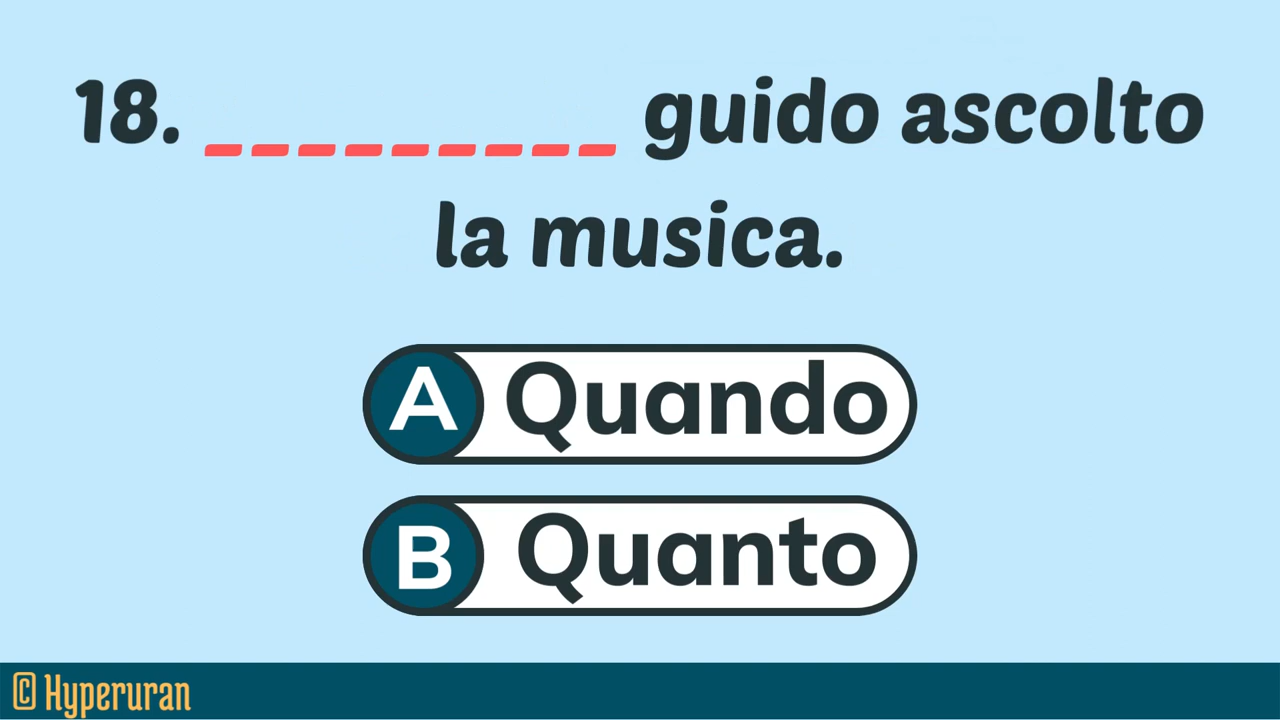 18. _________ guido ascolto
la musica.
A Quando
B Quanto
© Hyperuran